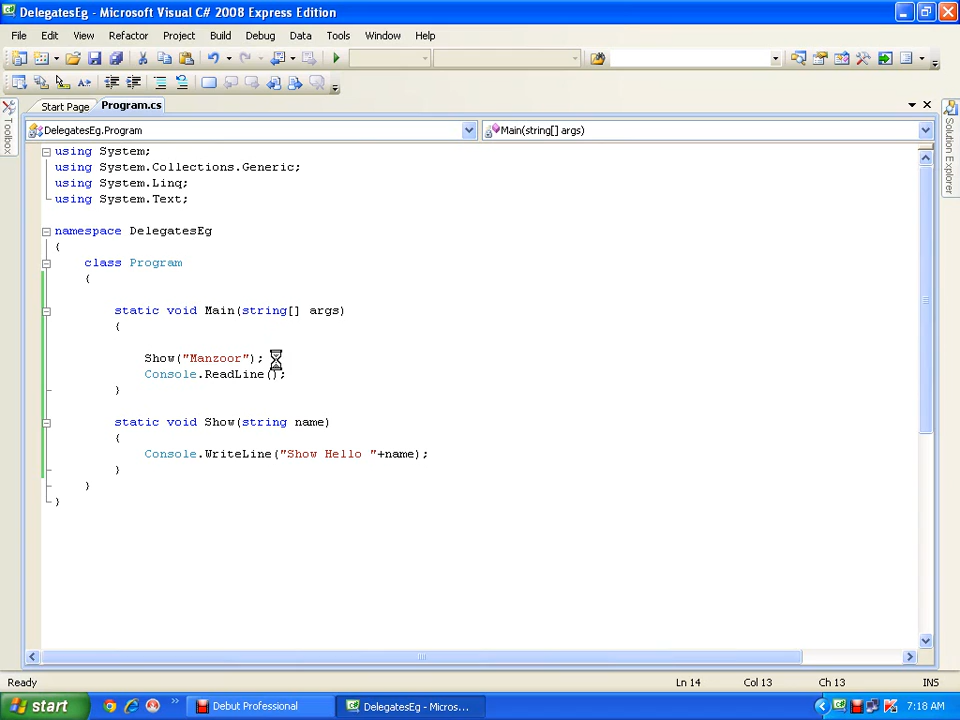 DelegatesEg - Microsoft Visual C# 2008 Express Edition
File Edit View Refactor Project Build Debug Data Tools Window Help
Start Page Program.cs
Toolbox
Solution Explorer
DelegatesEg.Program Main(string[] args)
using System;
using System.Collections.Generic;
using System.Linq;
using System.Text;
namespace DelegatesEg
{
class Program
{
static void Main(string[] args)
{
Show("Manzoor");
Console.ReadLine();
}
static void Show(string name)
{
Console.WriteLine("Show Hello "+name);
}
}
}
Ready Ln 14 Col 13 Ch 13 INS
start Debut Professional DelegatesEg - Micros... 7:18 AM